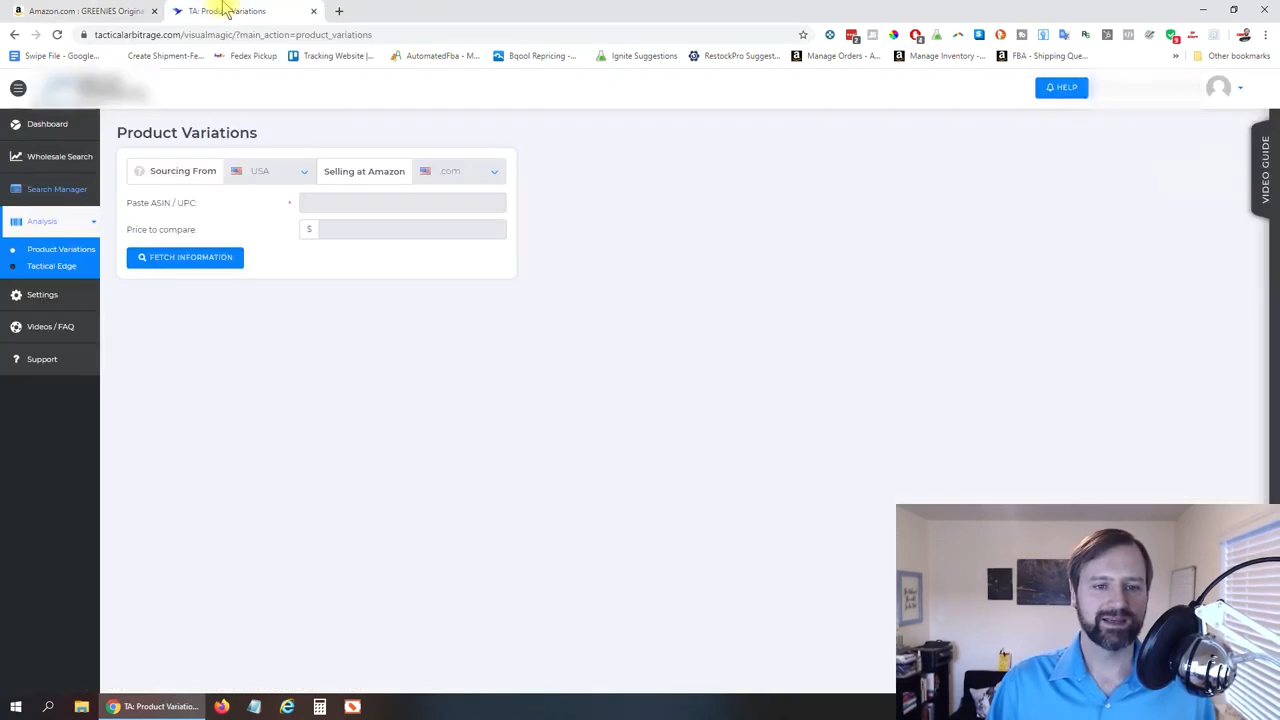 Amazon.com : GREENIES Origin
TA: Product Variations
tacticalarbitrage.com/visualmagic/?main_action=product_variations
Swipe File - Google...
Create Shipment-Fe...
Fedex Pickup
Tracking Websit
AutomatedFba - M...
Bqool Repricing - ...
Ignite Suggestions
RestockPro Suggest...
Manage Orders - A...
Manage Inventory -...
FBA - Shipping Que...
»
Other bookmarks
HELP
Dashboard
Wholesale Search
Search Manager
Analysis
Product Variations
Tactical Edge
Settings
Videos / FAQ
Support
Product Variations
Sourcing From
USA
Selling at Amazon
.com
Paste ASIN / UPC:
*
Price to compare:
$
FETCH INFORMATION
VIDEO GUIDE
TA: Product Variatio...